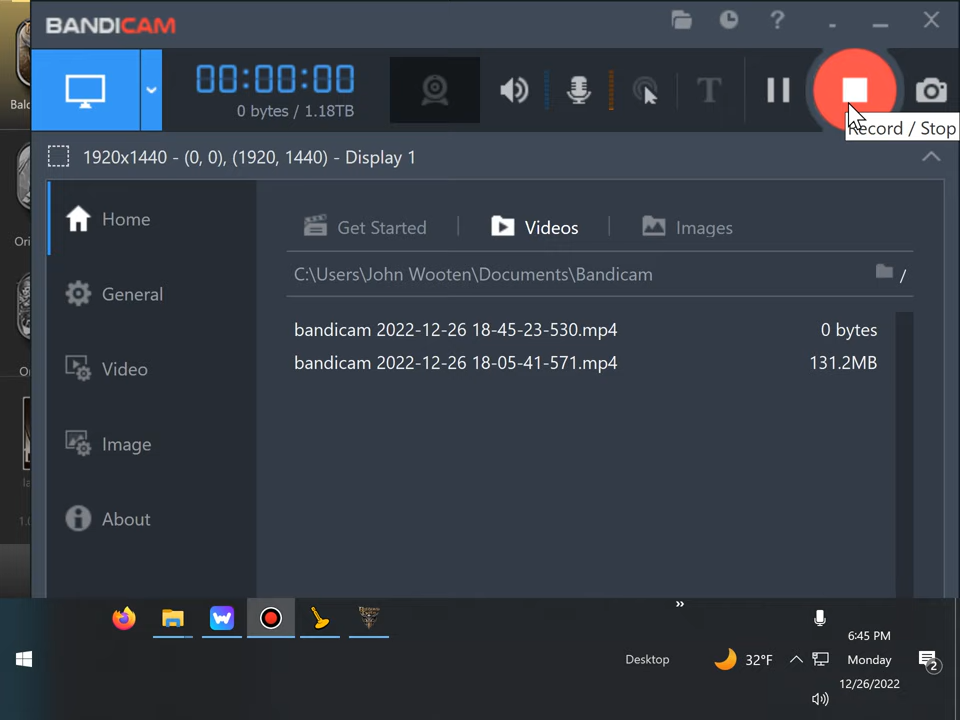 BANDICAM
?
00:00:00
0 bytes / 1.18TB
T
Record / Stop
1920x1440 - (0, 0), (1920, 1440) - Display 1
Home
General
Video
Image
About
Get Started
Videos
Images
C:\Users\John Wooten\Documents\Bandicam
/
bandicam 2022-12-26 18-45-23-530.mp4 0 bytes
bandicam 2022-12-26 18-05-41-571.mp4 131.2MB
Bald
Ori
»
Desktop
32°F
6:45 PM
Monday
12/26/2022
2